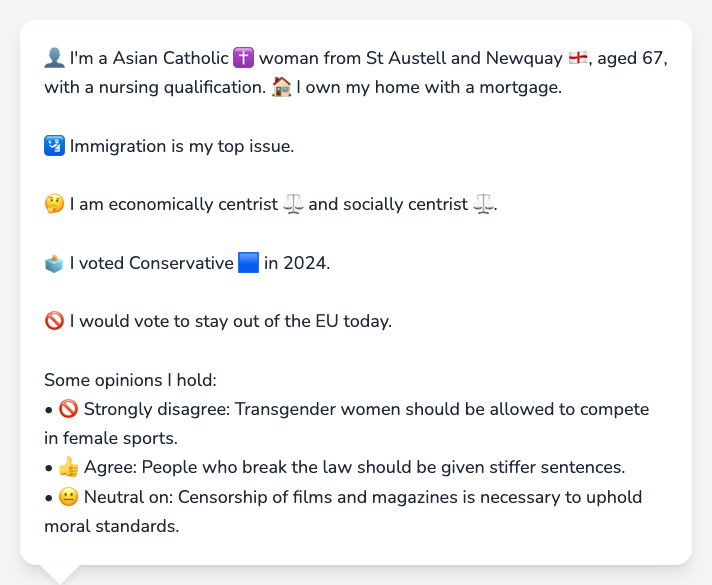 👤 I'm a Asian Catholic ✝️ woman from St Austell and Newquay 🏴󠁧󠁢󠁥󠁮󠁧󠁿, aged 67,
with a nursing qualification. 🏠 I own my home with a mortgage.
🛂 Immigration is my top issue.
🤔 I am economically centrist ⚖️ and socially centrist ⚖️.
🗳️ I voted Conservative 🟦 in 2024.
🚫 I would vote to stay out of the EU today.
Some opinions I hold:
• 🚫 Strongly disagree: Transgender women should be allowed to compete
in female sports.
• 👍 Agree: People who break the law should be given stiffer sentences.
• 😐 Neutral on: Censorship of films and magazines is necessary to uphold
moral standards.